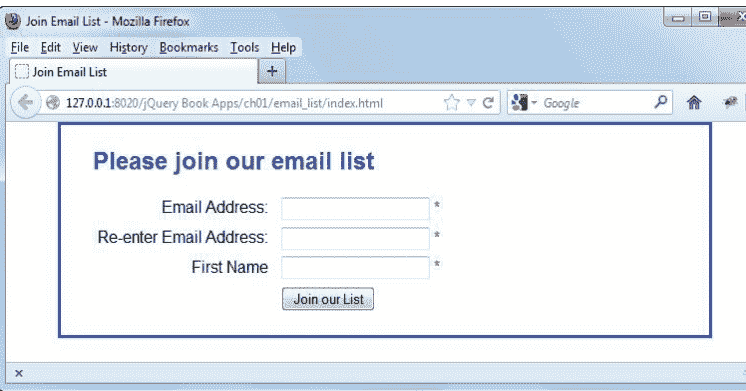 Join Email List - Mozilla Firefox
File Edit View History Bookmarks Tools Help
Join Email List +
127.0.0.1:8020/jQuery Book Apps/ch01/email_list/index.html Google
Please join our email list
Email Address: *
Re-enter Email Address: *
First Name *
Join our List
x